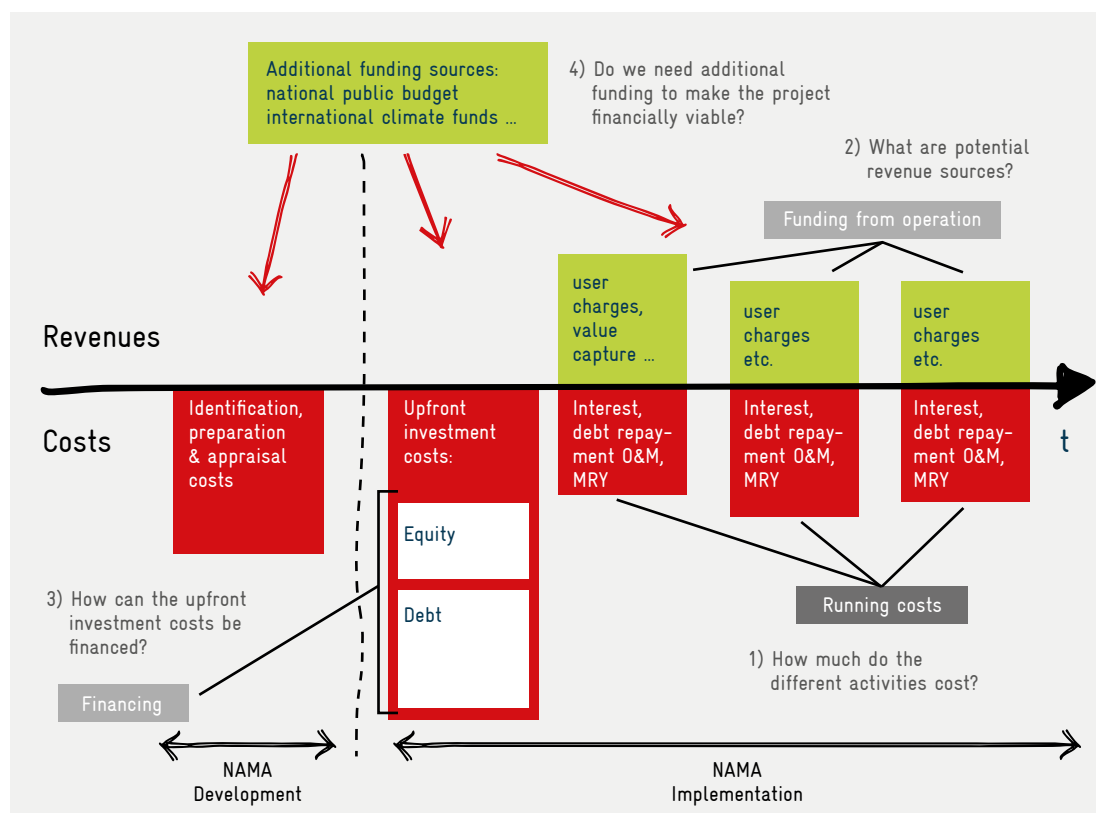 Additional funding sources:
national public budget
international climate funds ...
4) Do we need additional
funding to make the project
financially viable?
2) What are potential
revenue sources?
Funding from operation
user
charges,
value
capture ...
user
charges
etc.
user
charges
etc.
Revenues
Costs
t
Identification,
preparation
& appraisal
costs
Upfront
investment
costs:
Equity
Debt
Interest,
debt repay-
ment O&M,
MRY
Interest,
debt repay-
ment O&M,
MRY
Interest,
debt repay-
ment O&M,
MRY
3) How can the upfront
investment costs be
financed?
Financing
Running costs
1) How much do the
different activities cost?
NAMA
Development
NAMA
Implementation